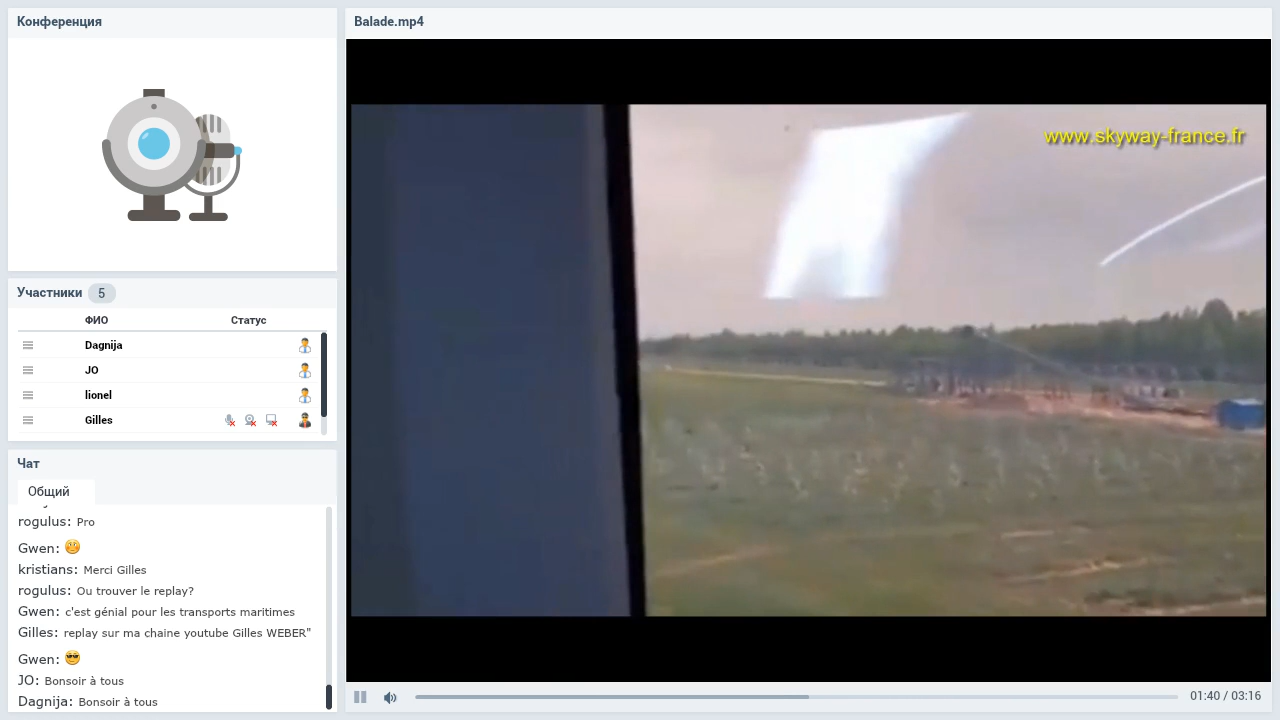 Конференция
Balade.mp4
www.skyway-france.fr
Участники 5
ФИО Статус
Dagnija
JO
lionel
Gilles
Чат
Общий
rogulus: Pro
Gwen:
kristians: Merci Gilles
rogulus: Ou trouver le replay?
Gwen: c'est génial pour les transports maritimes
Gilles: replay sur ma chaine youtube Gilles WEBER"
Gwen:
JO: Bonsoir à tous
Dagnija: Bonsoir à tous
01:40 / 03:16